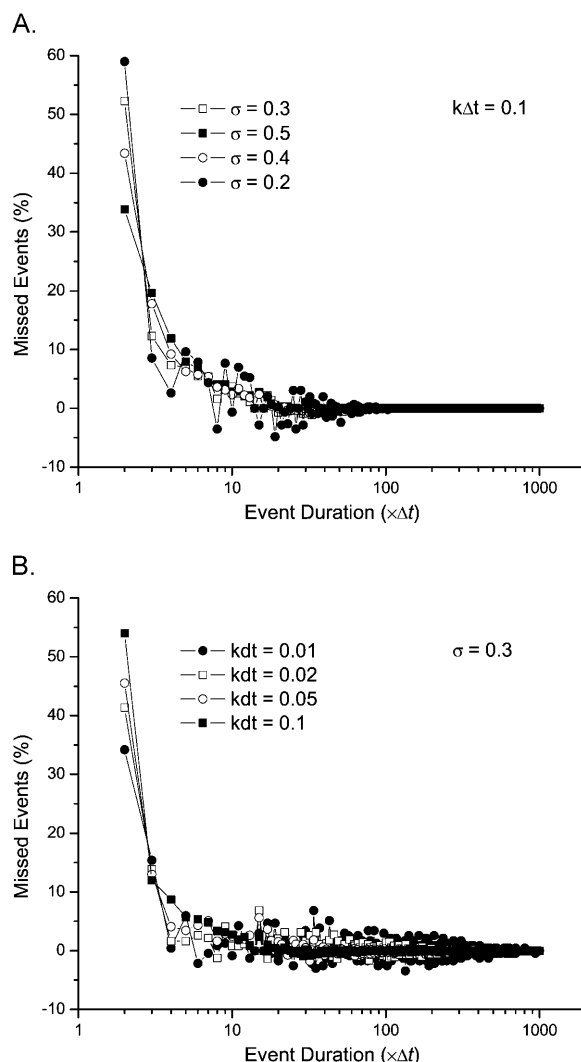 A.
60
50
40
30
20
10
0
-10
Missed Events (%)
σ = 0.3
σ = 0.5
σ = 0.4
σ = 0.2
kΔt = 0.1
1
10
100
1000
Event Duration (×Δt)
B.
60
50
40
30
20
10
0
-10
Missed Events (%)
kdt = 0.01
kdt = 0.02
kdt = 0.05
kdt = 0.1
σ = 0.3
1
10
100
1000
Event Duration (×Δt)